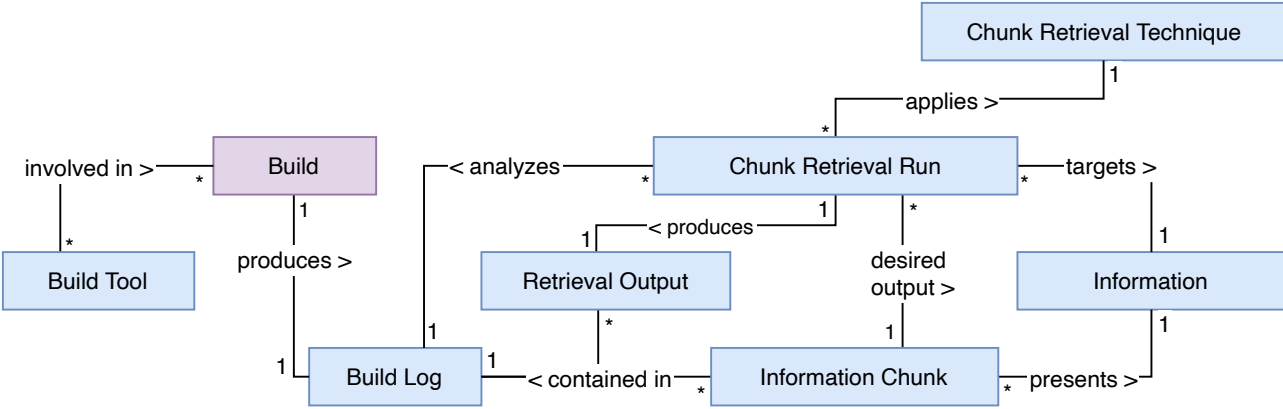 Chunk Retrieval Technique
1
applies >
*
involved in >
*
Build
< analyzes
*
Chunk Retrieval Run
*
targets >
1
*
1
*
< produces
1
1
produces >
desired
output >
Build Tool
Retrieval Output
Information
*
1
1
1
1
1
Build Log
< contained in
*
Information Chunk
*
presents >